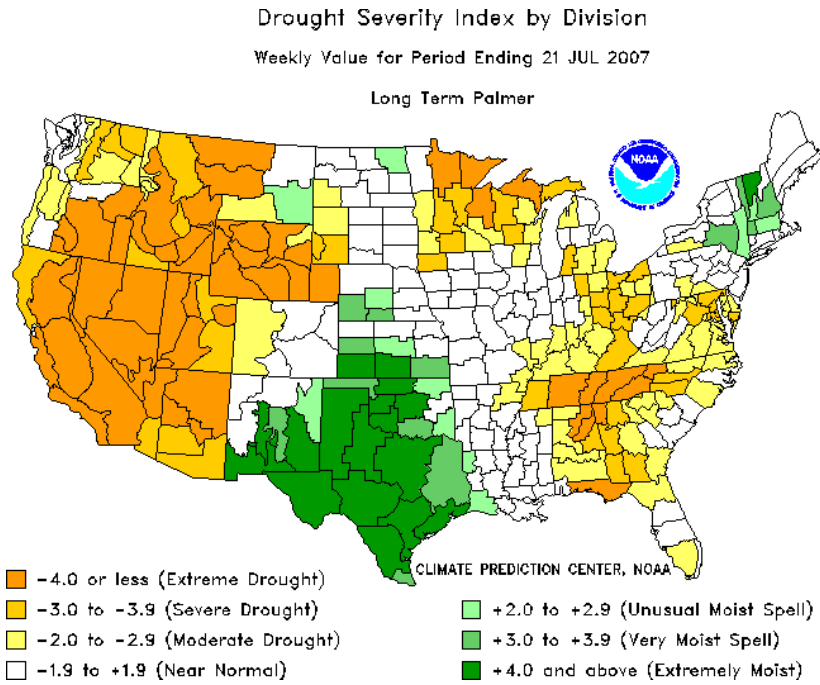 Drought Severity Index by Division
Weekly Value for Period Ending 21 JUL 2007
Long Term Palmer
NOAA
CLIMATE PREDICTION CENTER, NOAA
-4.0 or less (Extreme Drought)
-3.0 to -3.9 (Severe Drought)
-2.0 to -2.9 (Moderate Drought)
-1.9 to +1.9 (Near Normal)
+2.0 to +2.9 (Unusual Moist Spell)
+3.0 to +3.9 (Very Moist Spell)
+4.0 and above (Extremely Moist)